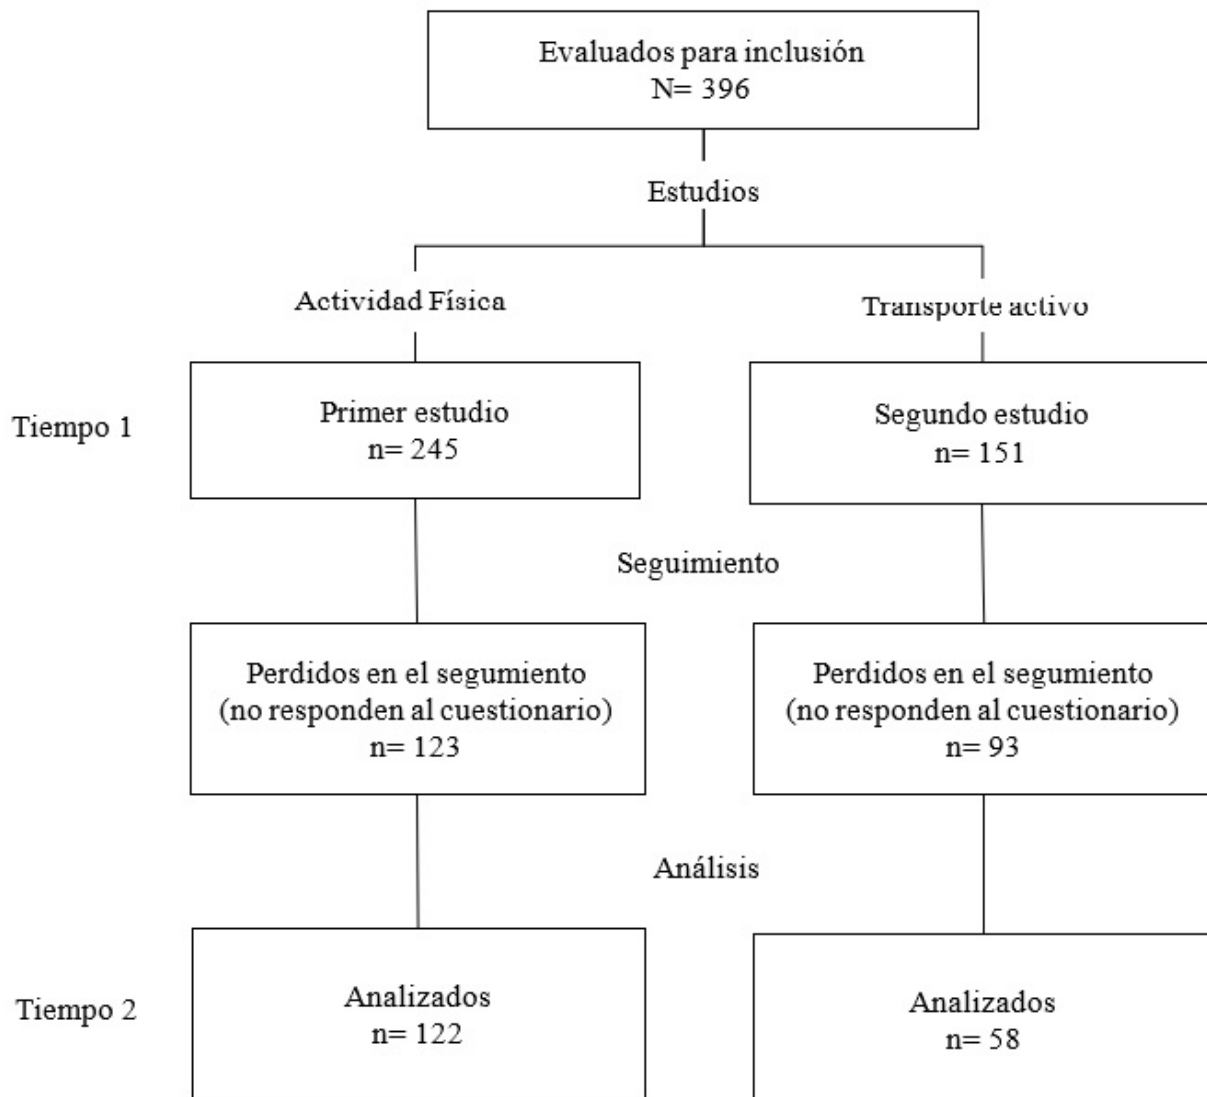 Evaluados para inclusión
N= 396
Estudios
Actividad Física
Transporte activo
Tiempo 1
Primer estudio
n= 245
Segundo estudio
n= 151
Seguimiento
Perdidos en el segumiento
(no responden al cuestionario)
n= 123
Perdidos en el segumiento
(no responden al cuestionario)
n= 93
Análisis
Tiempo 2
Analizados
n= 122
Analizados
n= 58